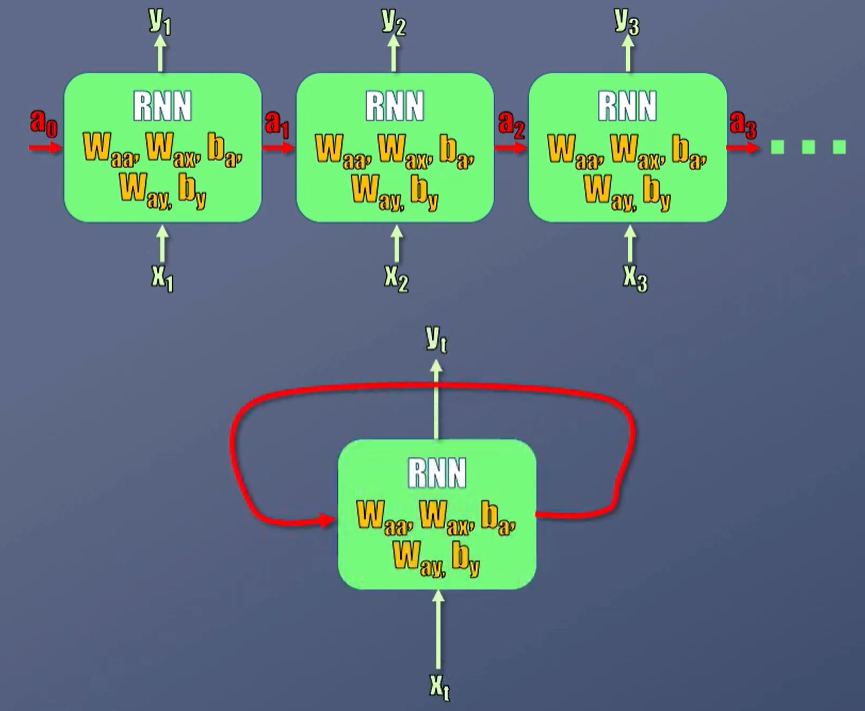 y₁ y₂ y₃
RNN RNN RNN
a₀ a₁ a₂ a₃
Waa, Wax, ba, Waa, Wax, ba, Waa, Wax, ba,
Way, by Way, by Way, by
x₁ x₂ x₃
yₜ
RNN
Waa, Wax, ba,
Way, by
xₜ